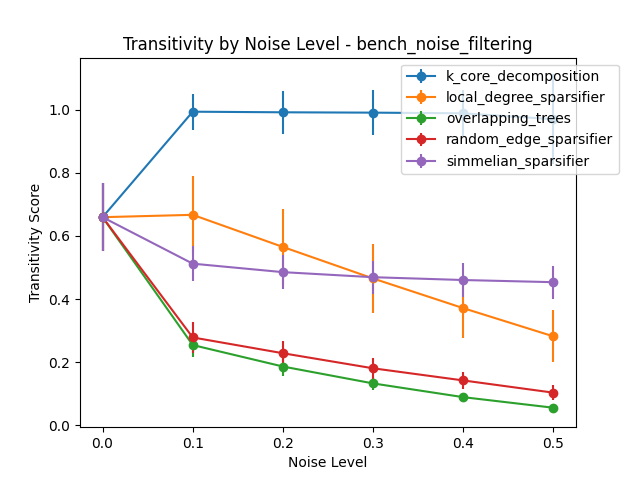 Transitivity by Noise Level - bench_noise_filtering
k_core_decomposition
local_degree_sparsifier
overlapping_trees
random_edge_sparsifier
simmelian_sparsifier
Transitivity Score
1.0
0.8
0.6
0.4
0.2
0.0
0.0 0.1 0.2 0.3 0.4 0.5
Noise Level